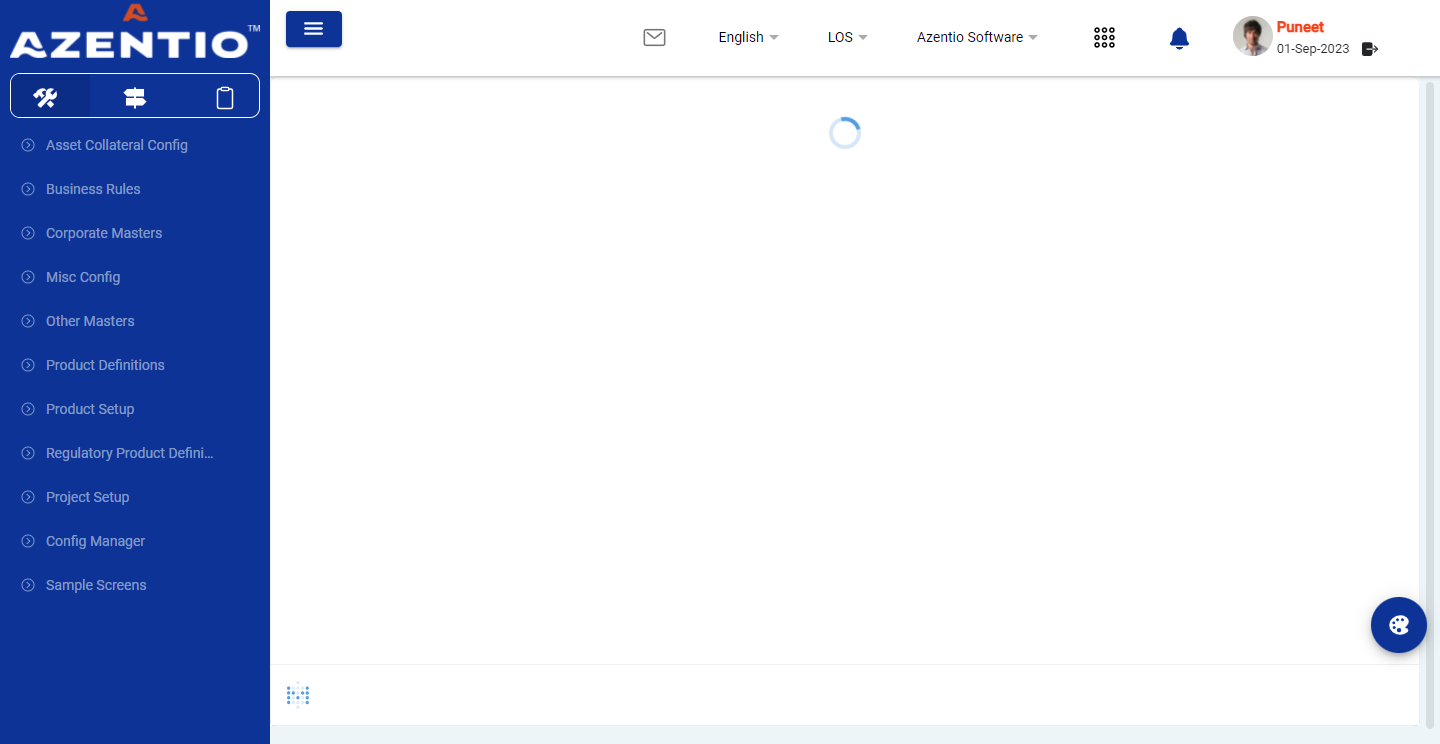 AZENTIO™
English
LOS
Azentio Software
Puneet
01-Sep-2023
Asset Collateral Config
Business Rules
Corporate Masters
Misc Config
Other Masters
Product Definitions
Product Setup
Regulatory Product Defini...
Project Setup
Config Manager
Sample Screens